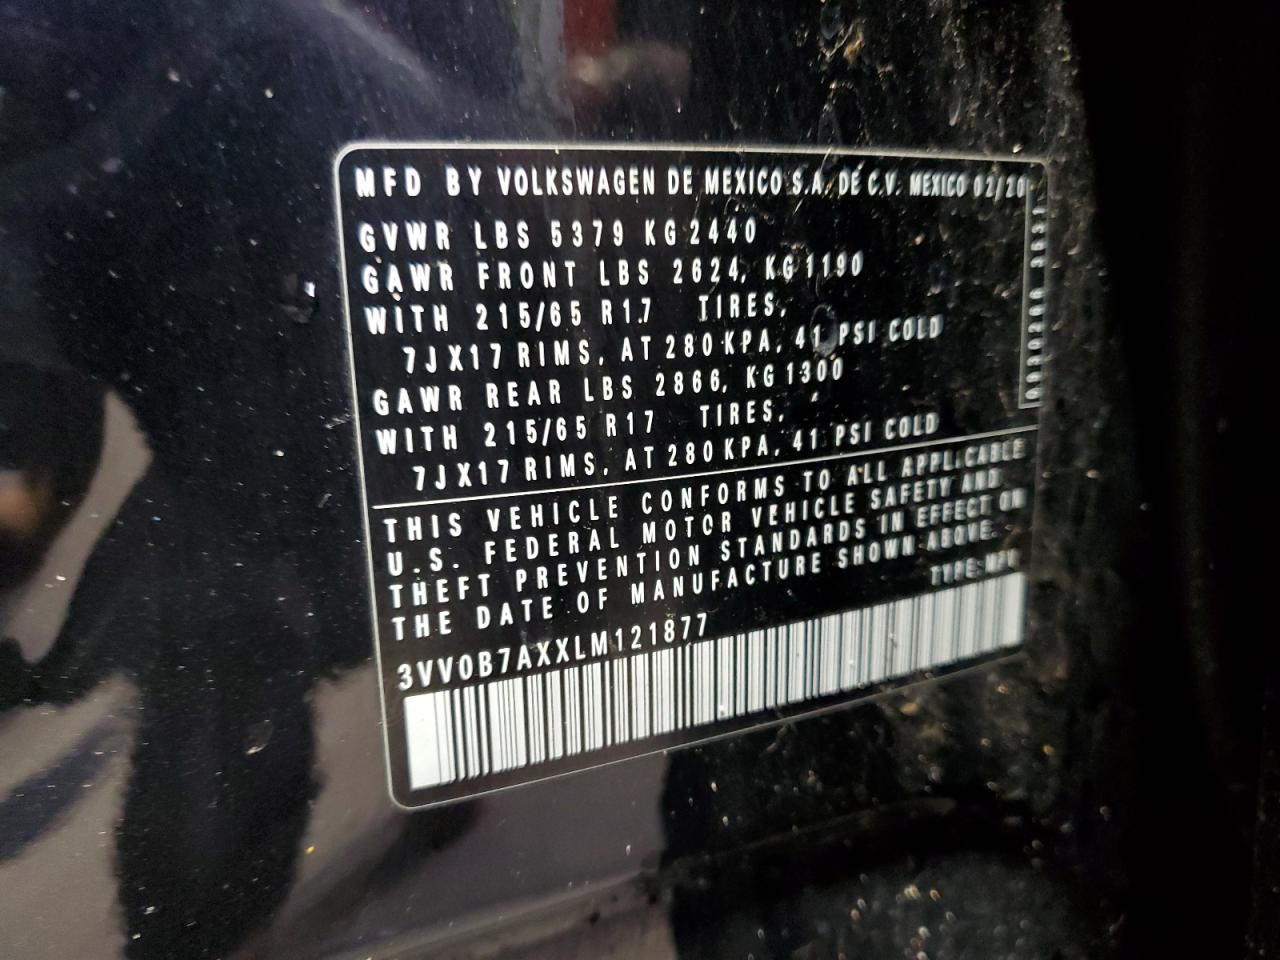 MFD BY VOLKSWAGEN DE MEXICO S.A. DE C.V. MEXICO 02/20
GVWR LBS 5379 KG 2440
GAWR FRONT LBS 2624, KG 1190
WITH 215/65 R17 TIRES,
7JX17 RIMS, AT 280 KPA, 41 PSI COLD
GAWR REAR LBS 2866, KG 1300
WITH 215/65 R17 TIRES,
7JX17 RIMS, AT 280 KPA, 41 PSI COLD
THIS VEHICLE CONFORMS TO ALL APPLICABLE
U.S. FEDERAL MOTOR VEHICLE SAFETY AND
THEFT PREVENTION STANDARDS IN EFFECT ON
THE DATE OF MANUFACTURE SHOWN ABOVE.
TYPE: MPV
3VV0B7AXXLM121877